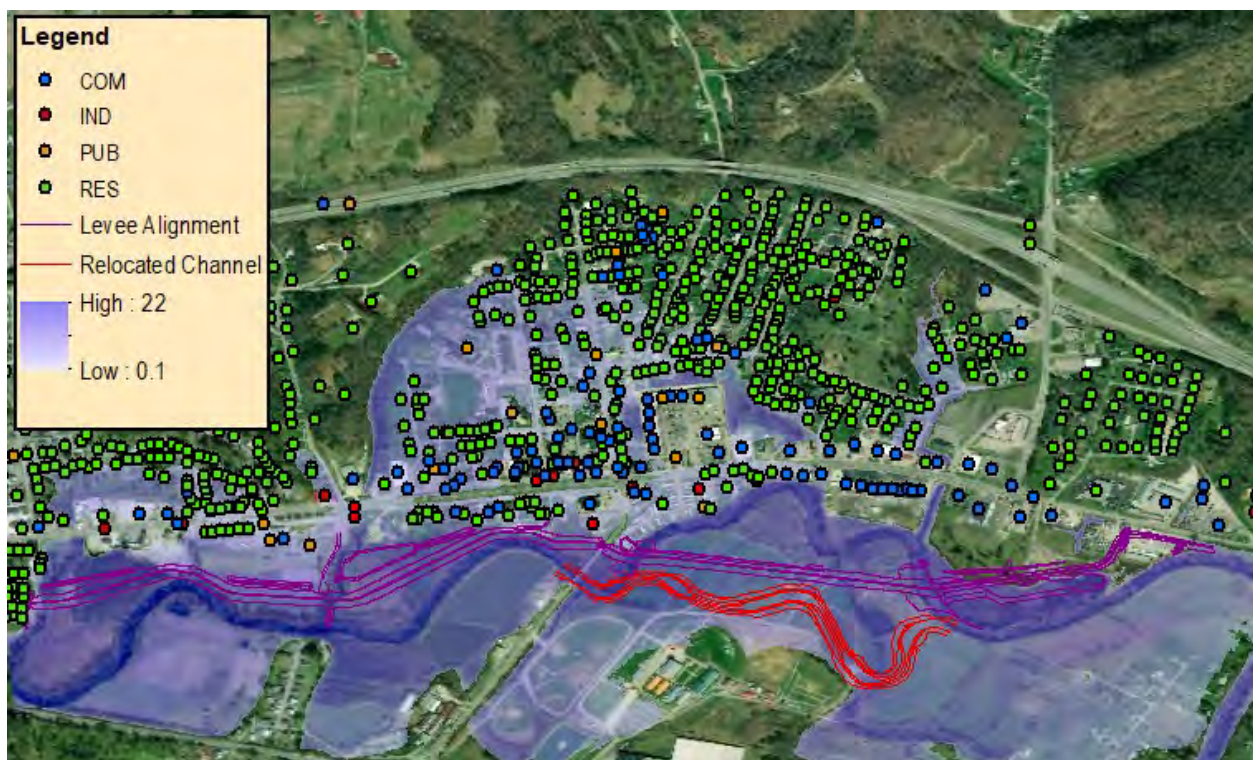 Legend
COM
IND
PUB
RES
Levee Alignment
Relocated Channel
High : 22
Low : 0.1